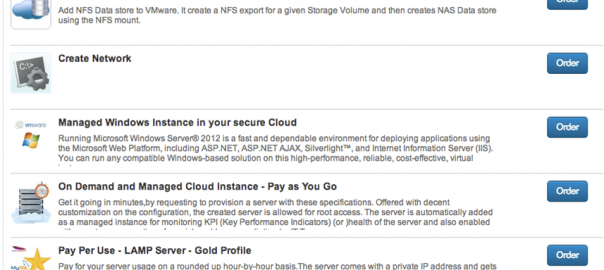 Add NFS Data store to VMware. It create a NFS export for a given Storage Volume and then creates NAS Data store
using the NFS mount.
Order
Create Network
Order
Managed Windows Instance in your secure Cloud
Order
vmware
Running Microsoft Windows Server® 2012 is a fast and dependable environment for deploying applications using
the Microsoft Web Platform, including ASP.NET, ASP.NET AJAX, Silverlight™, and Internet Information Server (IIS).
You can run any compatible Windows-based solution on this high-performance, reliable, cost-effective, virtual
On Demand and Managed Cloud Instance - Pay as You Go
Order
Get it going in minutes,by requesting to provision a server with these specifications. Offered with decent
customization on the configuration, the created server is allowed for root access. The server is automatically added
as a managed instance for monitoring KPI (Key Perfomance Indicators) (or )health of the server and also enabled
Pay Per Use - LAMP Server - Gold Profile
Order
Pay for your server usage on a rounded up hour-by-hour basis.The server comes with a private IP address and gets